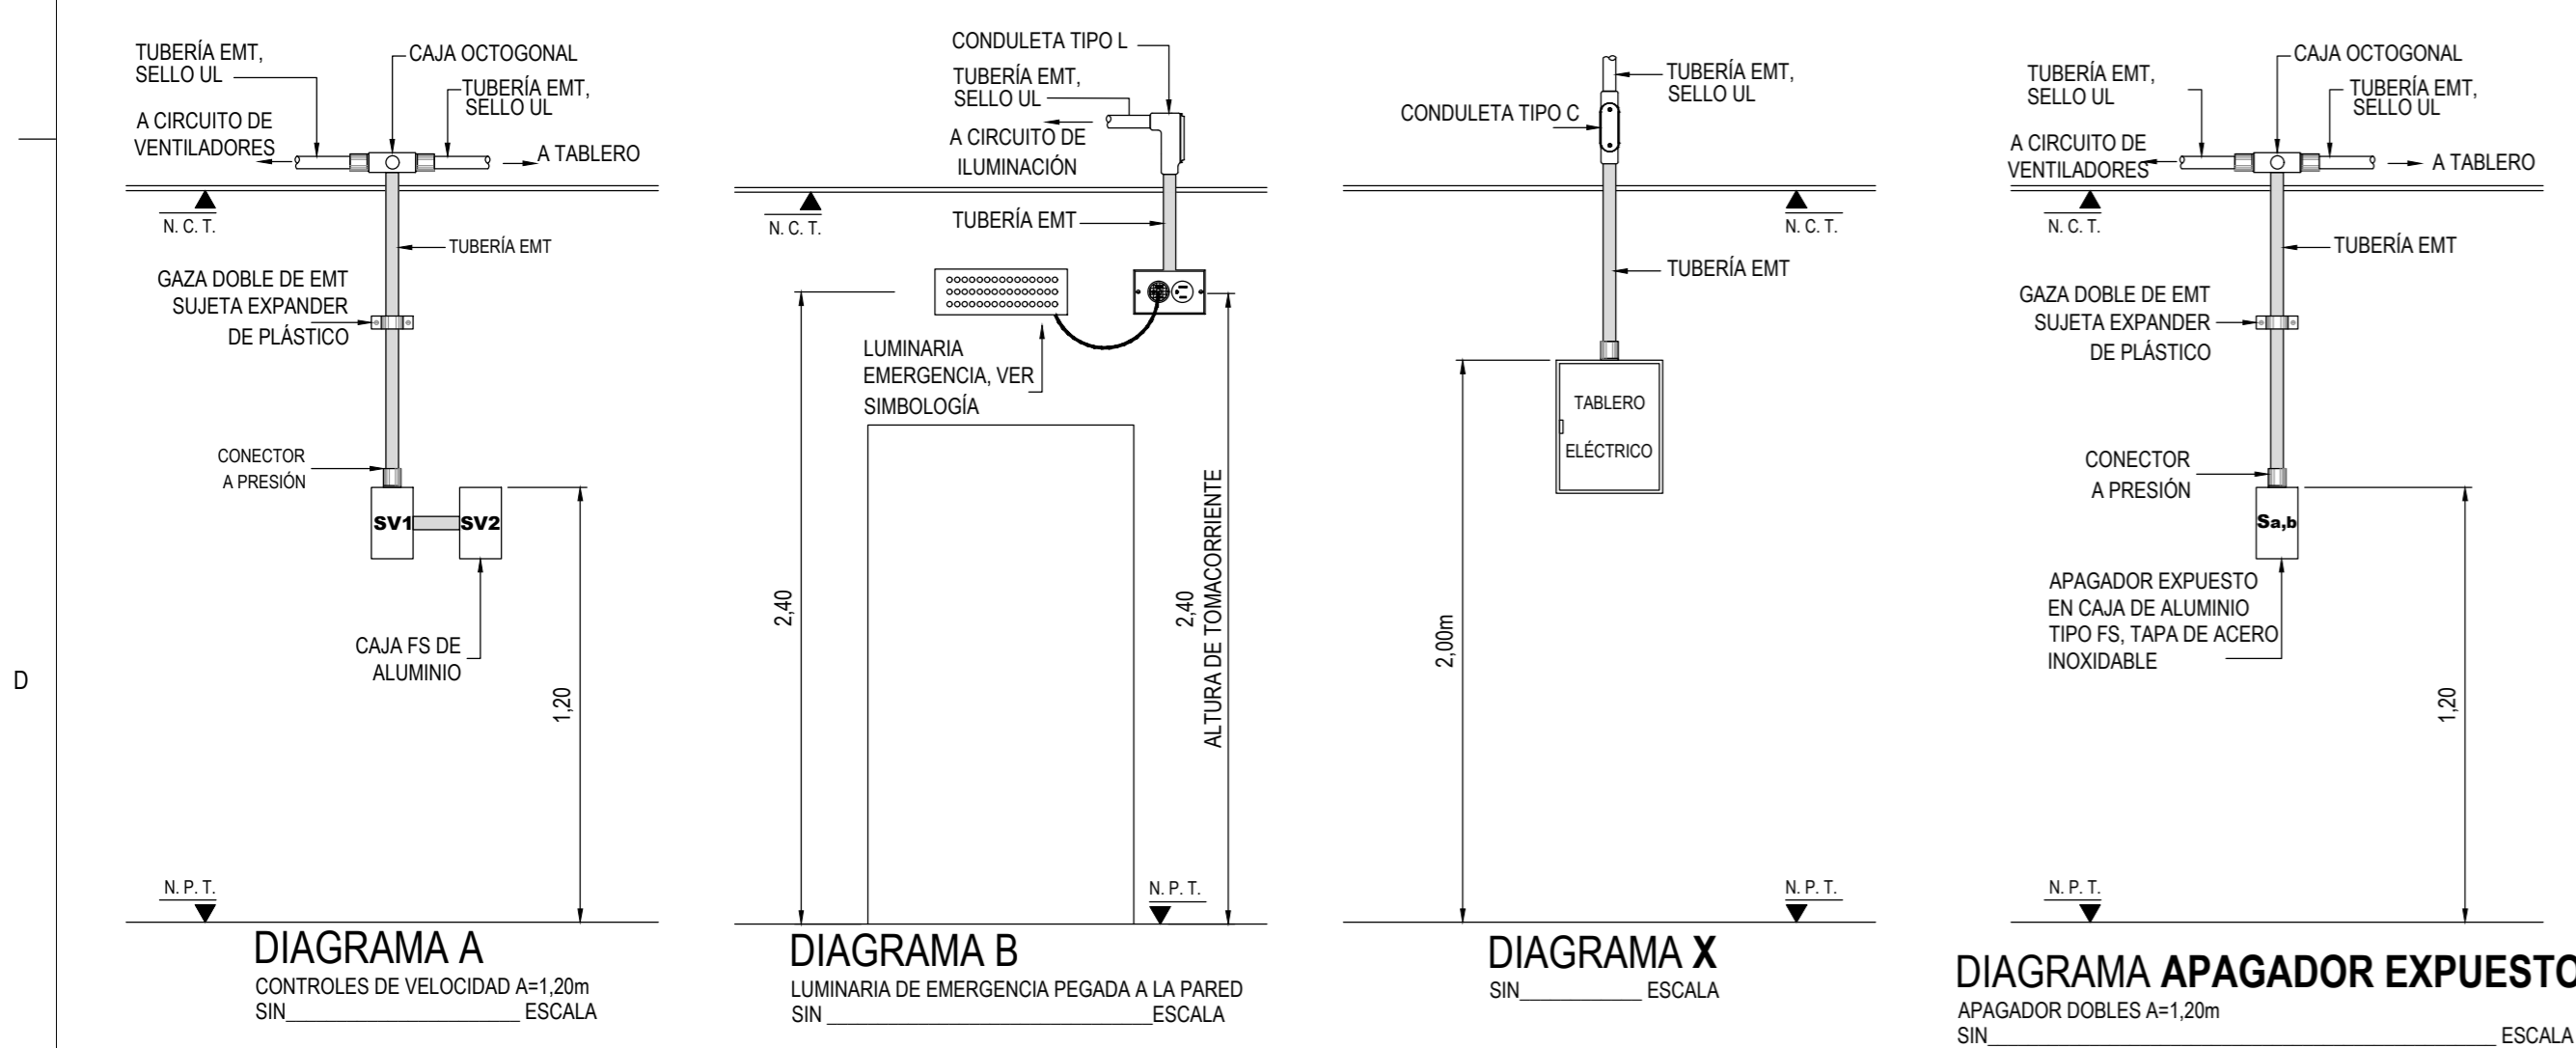 TUBERÍA EMT,
SELLO UL
CAJA OCTOGONAL
TUBERÍA EMT,
SELLO UL
A CIRCUITO DE
VENTILADORES
A TABLERO
N. C. T.
TUBERÍA EMT
GAZA DOBLE DE EMT
SUJETA EXPANDER
DE PLÁSTICO
CONECTOR
A PRESIÓN
SV1
SV2
CAJA FS DE
ALUMINIO
1,20
N. P. T.
DIAGRAMA A
CONTROLES DE VELOCIDAD A=1,20m
SIN ESCALA
CONDULETA TIPO L
TUBERÍA EMT,
SELLO UL
A CIRCUITO DE
ILUMINACIÓN
N. C. T.
TUBERÍA EMT
LUMINARIA
EMERGENCIA, VER
SIMBOLOGÍA
2,40
2,40
ALTURA DE TOMACORRIENTE
N. P. T.
DIAGRAMA B
LUMINARIA DE EMERGENCIA PEGADA A LA PARED
SIN ESCALA
TUBERÍA EMT,
SELLO UL
CONDULETA TIPO C
N. C. T.
TUBERÍA EMT
TABLERO
ELÉCTRICO
2,00m
N. P. T.
DIAGRAMA X
SIN ESCALA
CAJA OCTOGONAL
TUBERÍA EMT,
SELLO UL
TUBERÍA EMT,
SELLO UL
A CIRCUITO DE
VENTILADORES
A TABLERO
N. C. T.
TUBERÍA EMT
GAZA DOBLE DE EMT
SUJETA EXPANDER
DE PLÁSTICO
CONECTOR
A PRESIÓN
Sa,b
APAGADOR EXPUESTO
EN CAJA DE ALUMINIO
TIPO FS, TAPA DE ACERO
INOXIDABLE
1,20
N. P. T.
DIAGRAMA APAGADOR EXPUESTO
APAGADOR DOBLES A=1,20m
SIN ESCALA
D